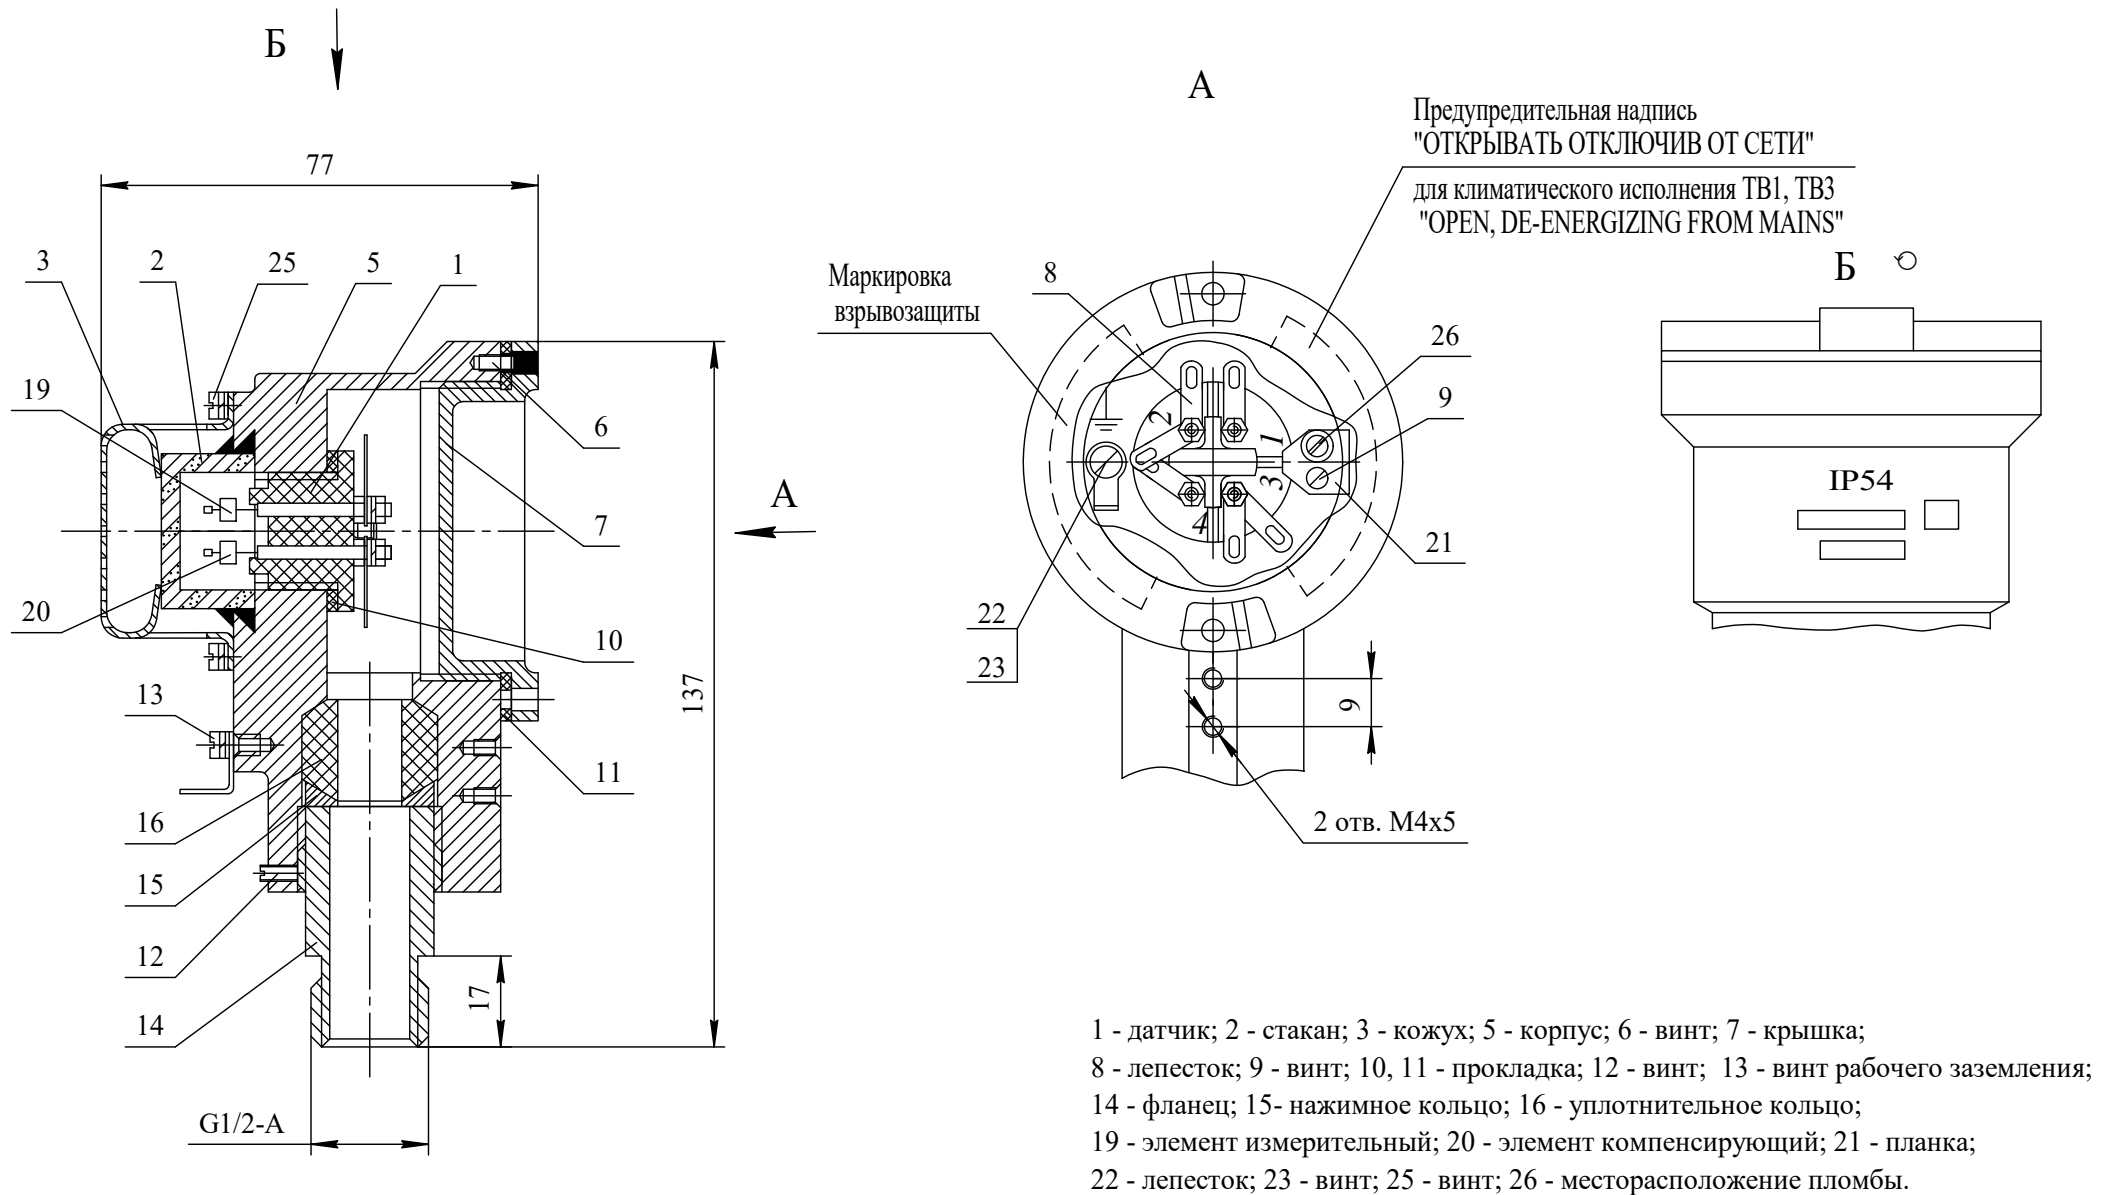 Б
77
3
2
25
5
1
19
6
7
А
20
10
13
137
11
16
15
12
17
14
G1/2-А
А
Предупредительная надпись
"ОТКРЫВАТЬ ОТКЛЮЧИВ ОТ СЕТИ"
для климатического исполнения ТВ1, ТВ3
"OPEN, DE-ENERGIZING FROM MAINS"
Маркировка
взрывозащиты
8
26
9
2
1
3
4
21
22
23
9
2 отв. М4х5
Б
IP54
1 - датчик; 2 - стакан; 3 - кожух; 5 - корпус; 6 - винт; 7 - крышка;
8 - лепесток; 9 - винт; 10, 11 - прокладка; 12 - винт; 13 - винт рабочего заземления;
14 - фланец; 15- нажимное кольцо; 16 - уплотнительное кольцо;
19 - элемент измерительный; 20 - элемент компенсирующий; 21 - планка;
22 - лепесток; 23 - винт; 25 - винт; 26 - месторасположение пломбы.